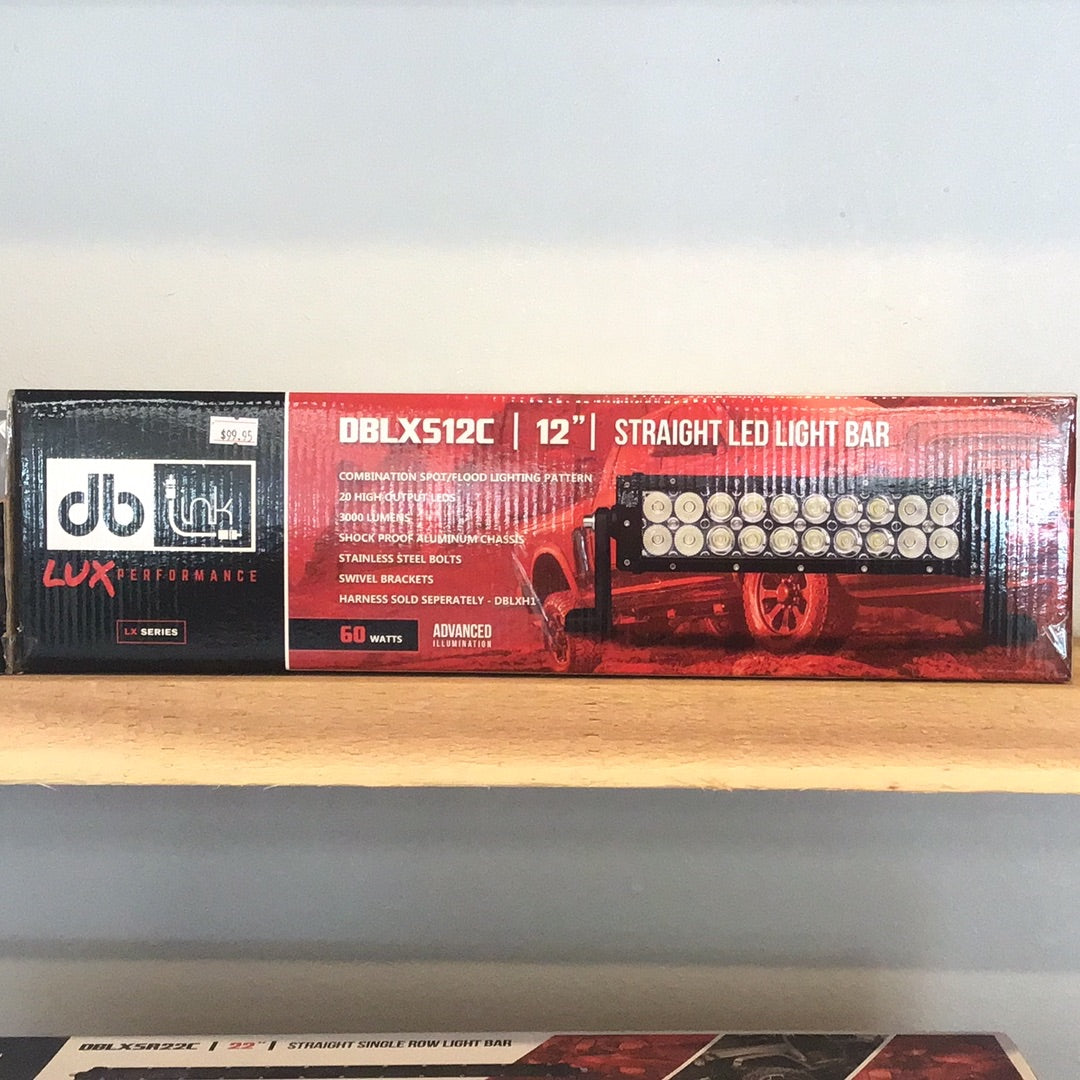 $99.95
db link
LUX PERFORMANCE
LX SERIES
DBLXS12C | 12" | STRAIGHT LED LIGHT BAR
COMBINATION SPOT/FLOOD LIGHTING PATTERN
20 HIGH OUTPUT LEDS
3000 LUMENS
SHOCK PROOF ALUMINUM CHASSIS
STAINLESS STEEL BOLTS
SWIVEL BRACKETS
HARNESS SOLD SEPERATELY - DBLXH1
60 WATTS
ADVANCED
ILLUMINATION
DBLXSR22C | 22" | STRAIGHT SINGLE ROW LIGHT BAR